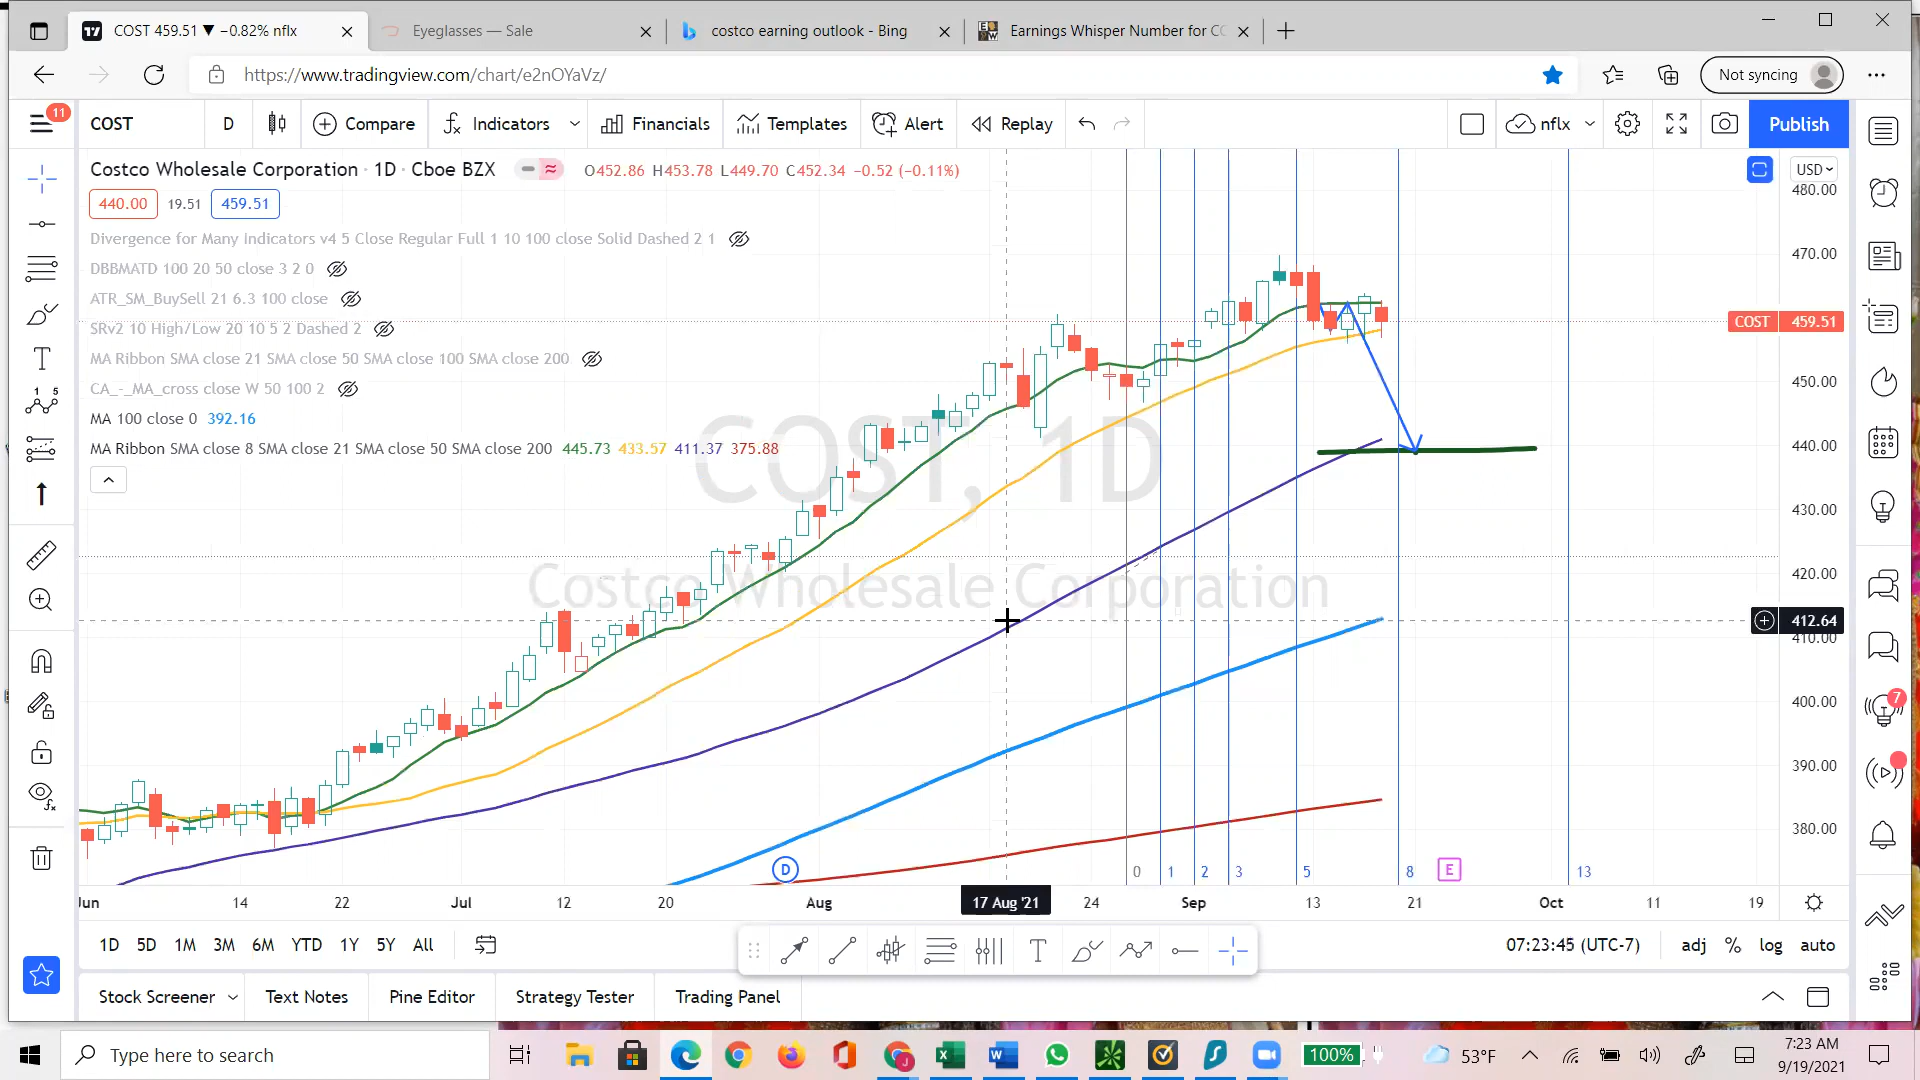 COST 459.51 ▼ −0.82% nflx
Eyeglasses — Sale
costco earning outlook - Bing
Earnings Whisper Number for CO
https://www.tradingview.com/chart/e2nOYaVz/
Not syncing
11
COST
D
Compare
Indicators
Financials
Templates
Alert
Replay
nflx
Publish
Costco Wholesale Corporation · 1D · Cboe BZX
O452.86 H453.78 L449.70 C452.34 −0.52 (−0.11%)
USD
480.00
440.00 19.51 459.51
Divergence for Many Indicators v4 5 Close Regular Full 1 10 100 close Solid Dashed 2 1
470.00
DBBMATD 100 20 50 close 3 2 0
ATR_SM_BuySell 21 6.3 100 close
SRv2 10 High/Low 20 10 5 2 Dashed 2
COST 459.51
MA Ribbon SMA close 21 SMA close 50 SMA close 100 SMA close 200
450.00
CA_-_MA_cross close W 50 100 2
MA 100 close 0 392.16
MA Ribbon SMA close 8 SMA close 21 SMA close 50 SMA close 200 445.73 433.57 411.37 375.88
440.00
COST, 1D
430.00
420.00
Costco Wholesale Corporation
412.64
410.00
400.00
7
390.00
380.00
D
0 1 2 3 5 8 E 13
Jun 14 22 Jul 12 20 Aug 17 Aug '21 24 Sep 13 21 Oct 11 19
1D 5D 1M 3M 6M YTD 1Y 5Y All
07:23:45 (UTC-7) adj % log auto
Stock Screener Text Notes Pine Editor Strategy Tester Trading Panel
Type here to search
100%
53°F
7:23 AM
9/19/2021